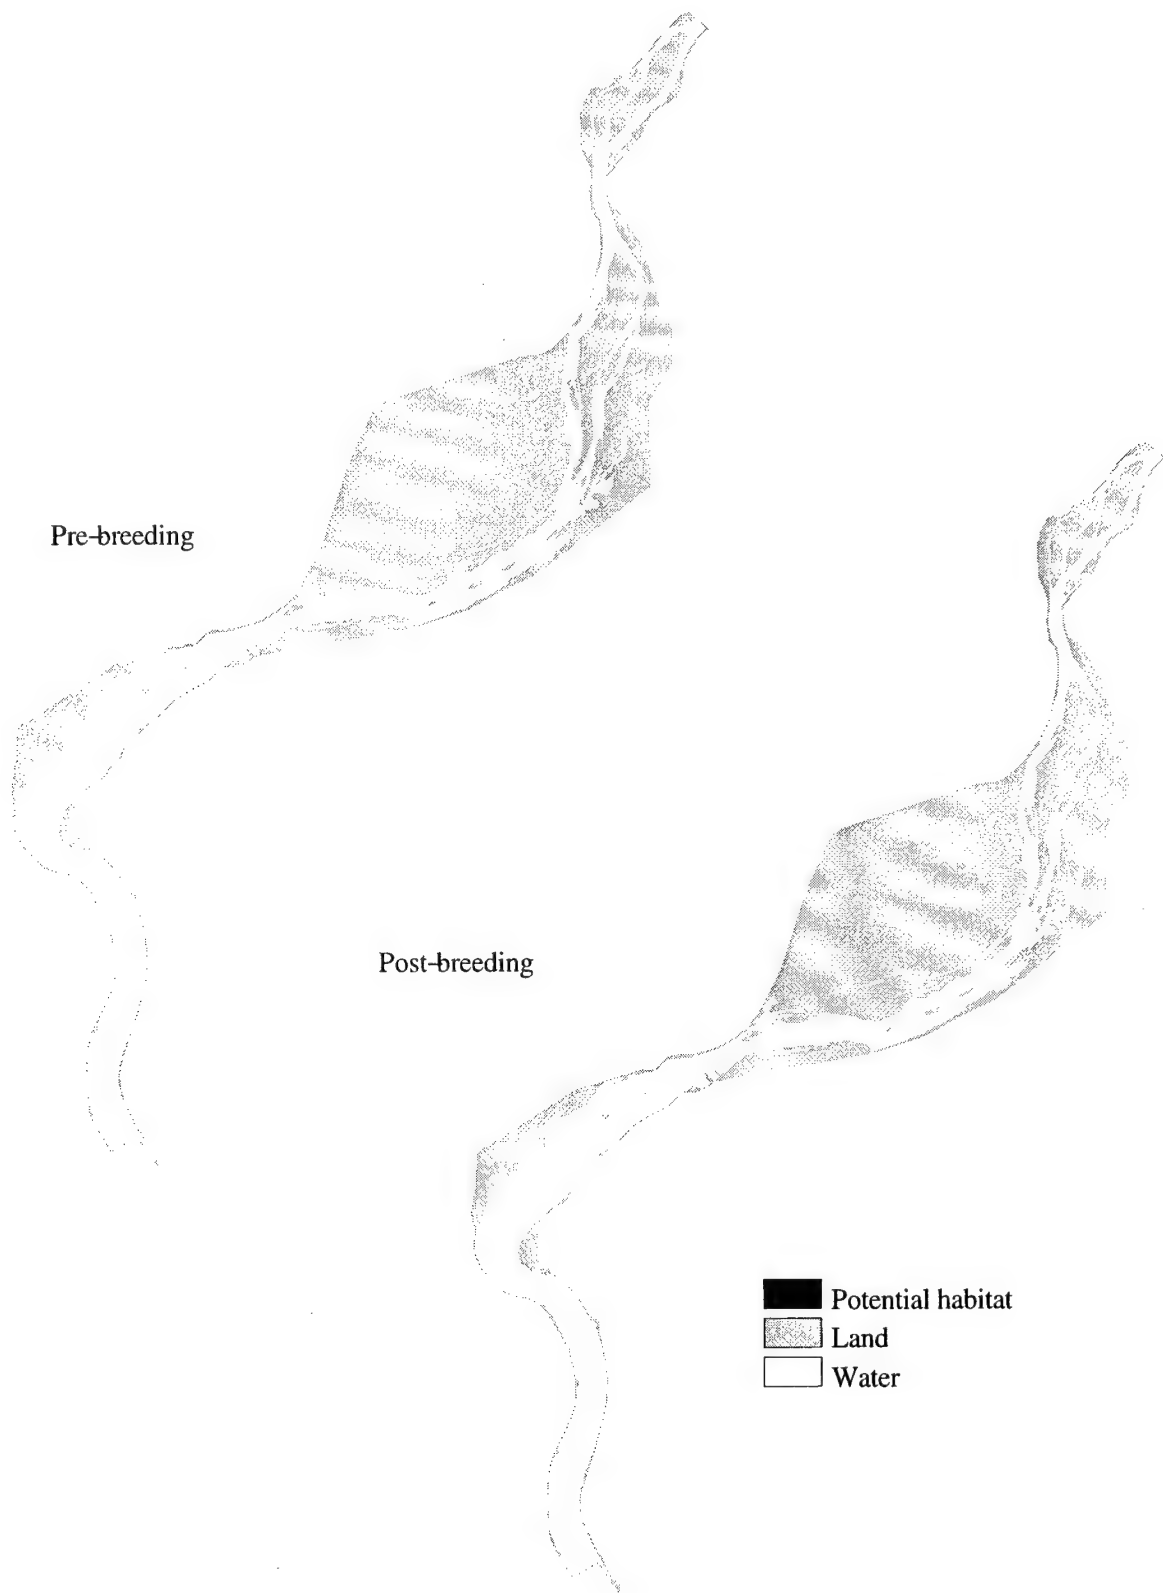 Pre-breeding
Post-breeding
Potential habitat
Land
Water